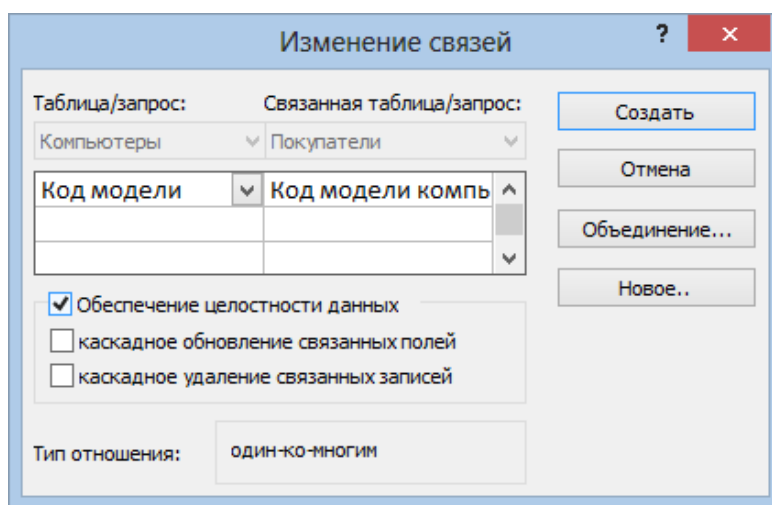 Изменение связей
?
×
Таблица/запрос: Связанная таблица/запрос:
Компьютеры Покупатели
Код модели Код модели компь
Обеспечение целостности данных
каскадное обновление связанных полей
каскадное удаление связанных записей
Тип отношения: один-ко-многим
Создать
Отмена
Объединение...
Новое..